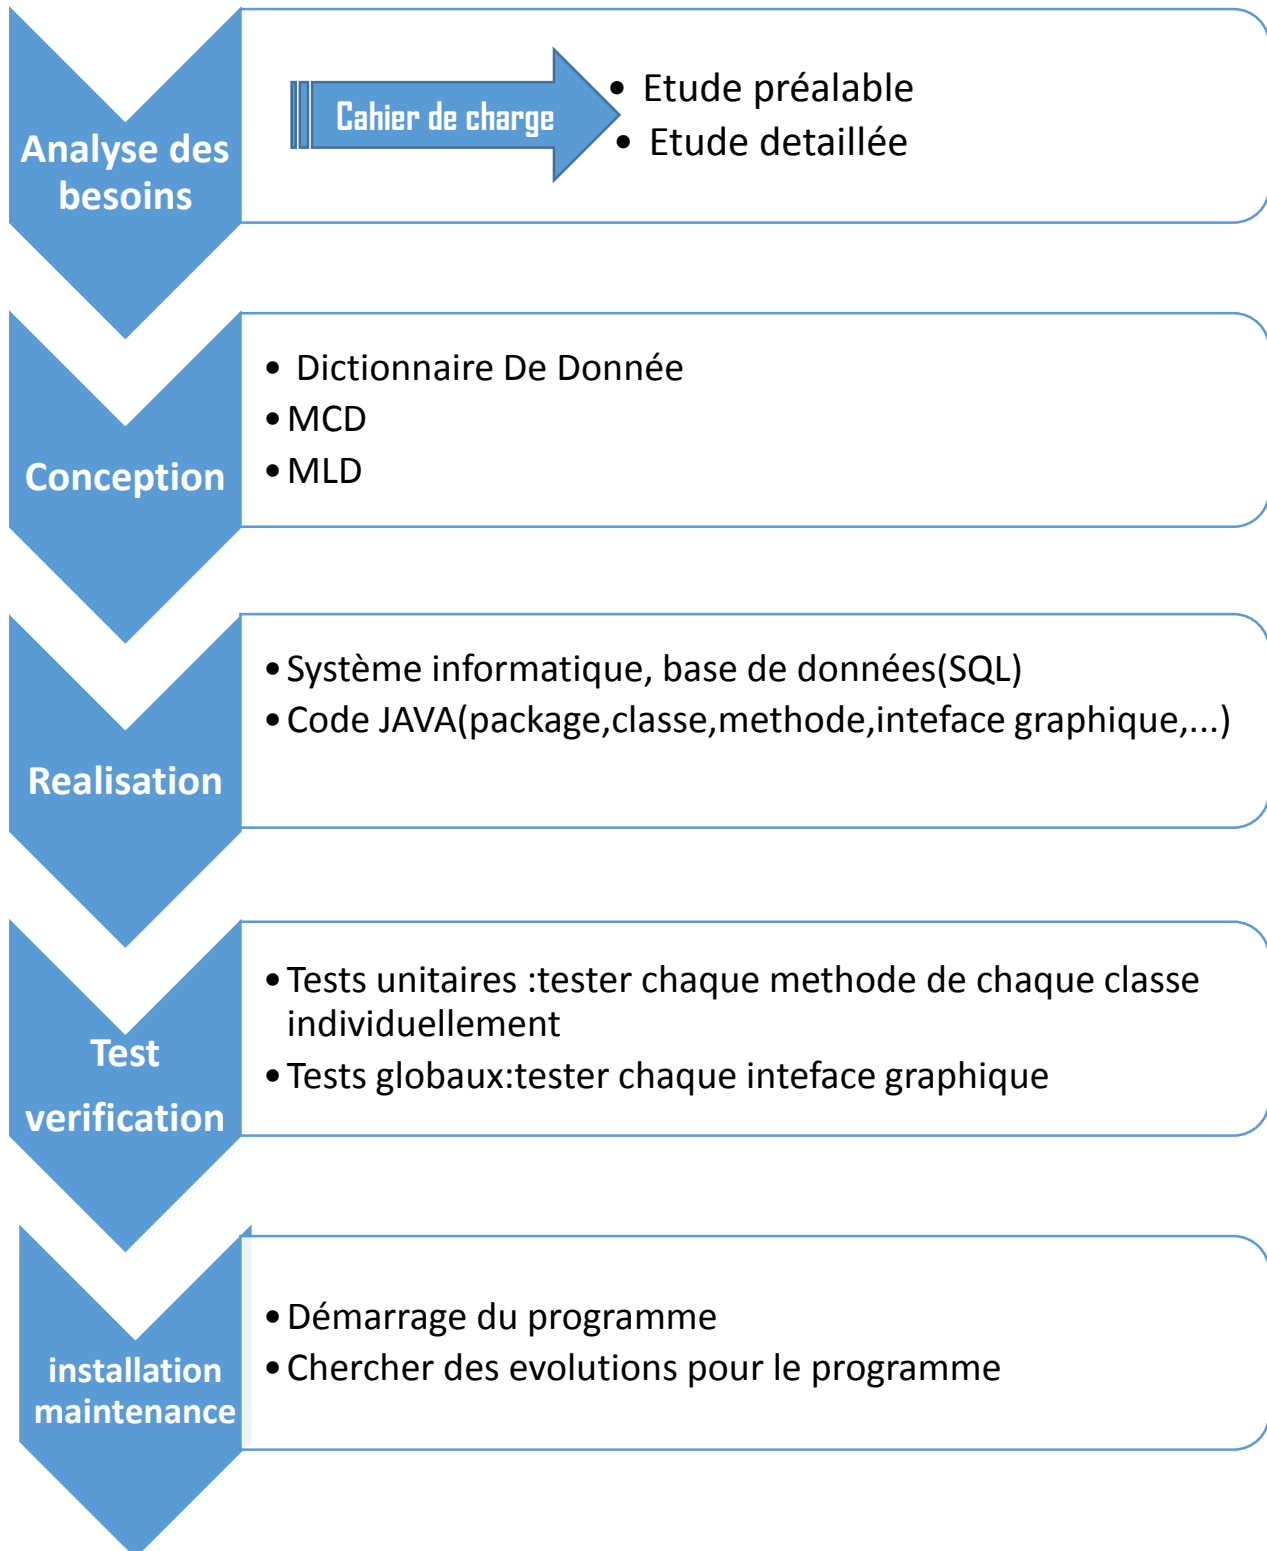 Analyse des
besoins
Cahier de charge
• Etude préalable
• Etude detaillée
Conception
• Dictionnaire De Donnée
• MCD
• MLD
Realisation
• Système informatique, base de données(SQL)
• Code JAVA(package,classe,methode,inteface graphique,...)
Test
verification
• Tests unitaires :tester chaque methode de chaque classe
individuellement
• Tests globaux:tester chaque inteface graphique
installation
maintenance
• Démarrage du programme
• Chercher des evolutions pour le programme